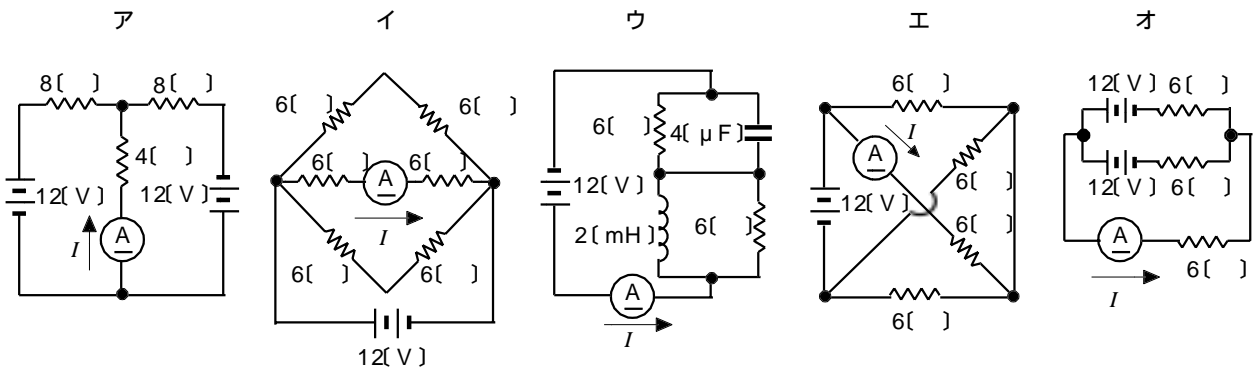 ア
8〔　〕 8〔　〕
4〔　〕
12〔V〕 12〔V〕
A
I
イ
6〔　〕 6〔　〕
6〔　〕 A 6〔　〕
I
6〔　〕 6〔　〕
12〔V〕
ウ
6〔　〕 4〔μF〕
12〔V〕
2〔mH〕 6〔　〕
A
I
エ
6〔　〕
A I
6〔　〕
12〔V〕
6〔　〕
6〔　〕
オ
12〔V〕 6〔　〕
12〔V〕 6〔　〕
A
6〔　〕
I